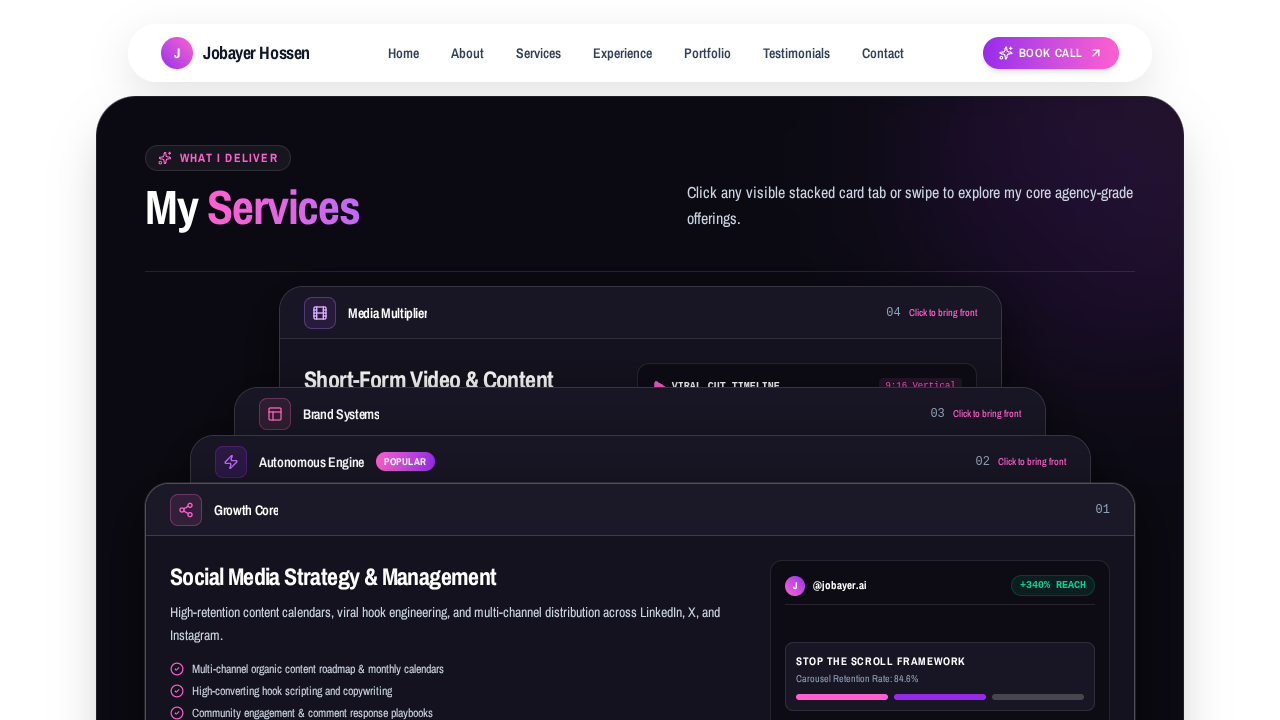 J Jobayer Hossen Home About Services Experience Portfolio Testimonials Contact BOOK CALL
WHAT I DELIVER
My Services
Click any visible stacked card tab or swipe to explore my core agency-grade
offerings.
Media Multiplier 04 Click to bring front
Short-Form Video & Content
VIRAL CUT TIMELINE 9:16 Vertical
Brand Systems 03 Click to bring front
Autonomous Engine POPULAR 02 Click to bring front
Growth Core 01
Social Media Strategy & Management
High-retention content calendars, viral hook engineering, and multi-channel distribution across LinkedIn, X, and
Instagram.
Multi-channel organic content roadmap & monthly calendars
High-converting hook scripting and copywriting
Community engagement & comment response playbooks
J @jobayer.ai +340% REACH
STOP THE SCROLL FRAMEWORK
Carousel Retention Rate: 84.6%